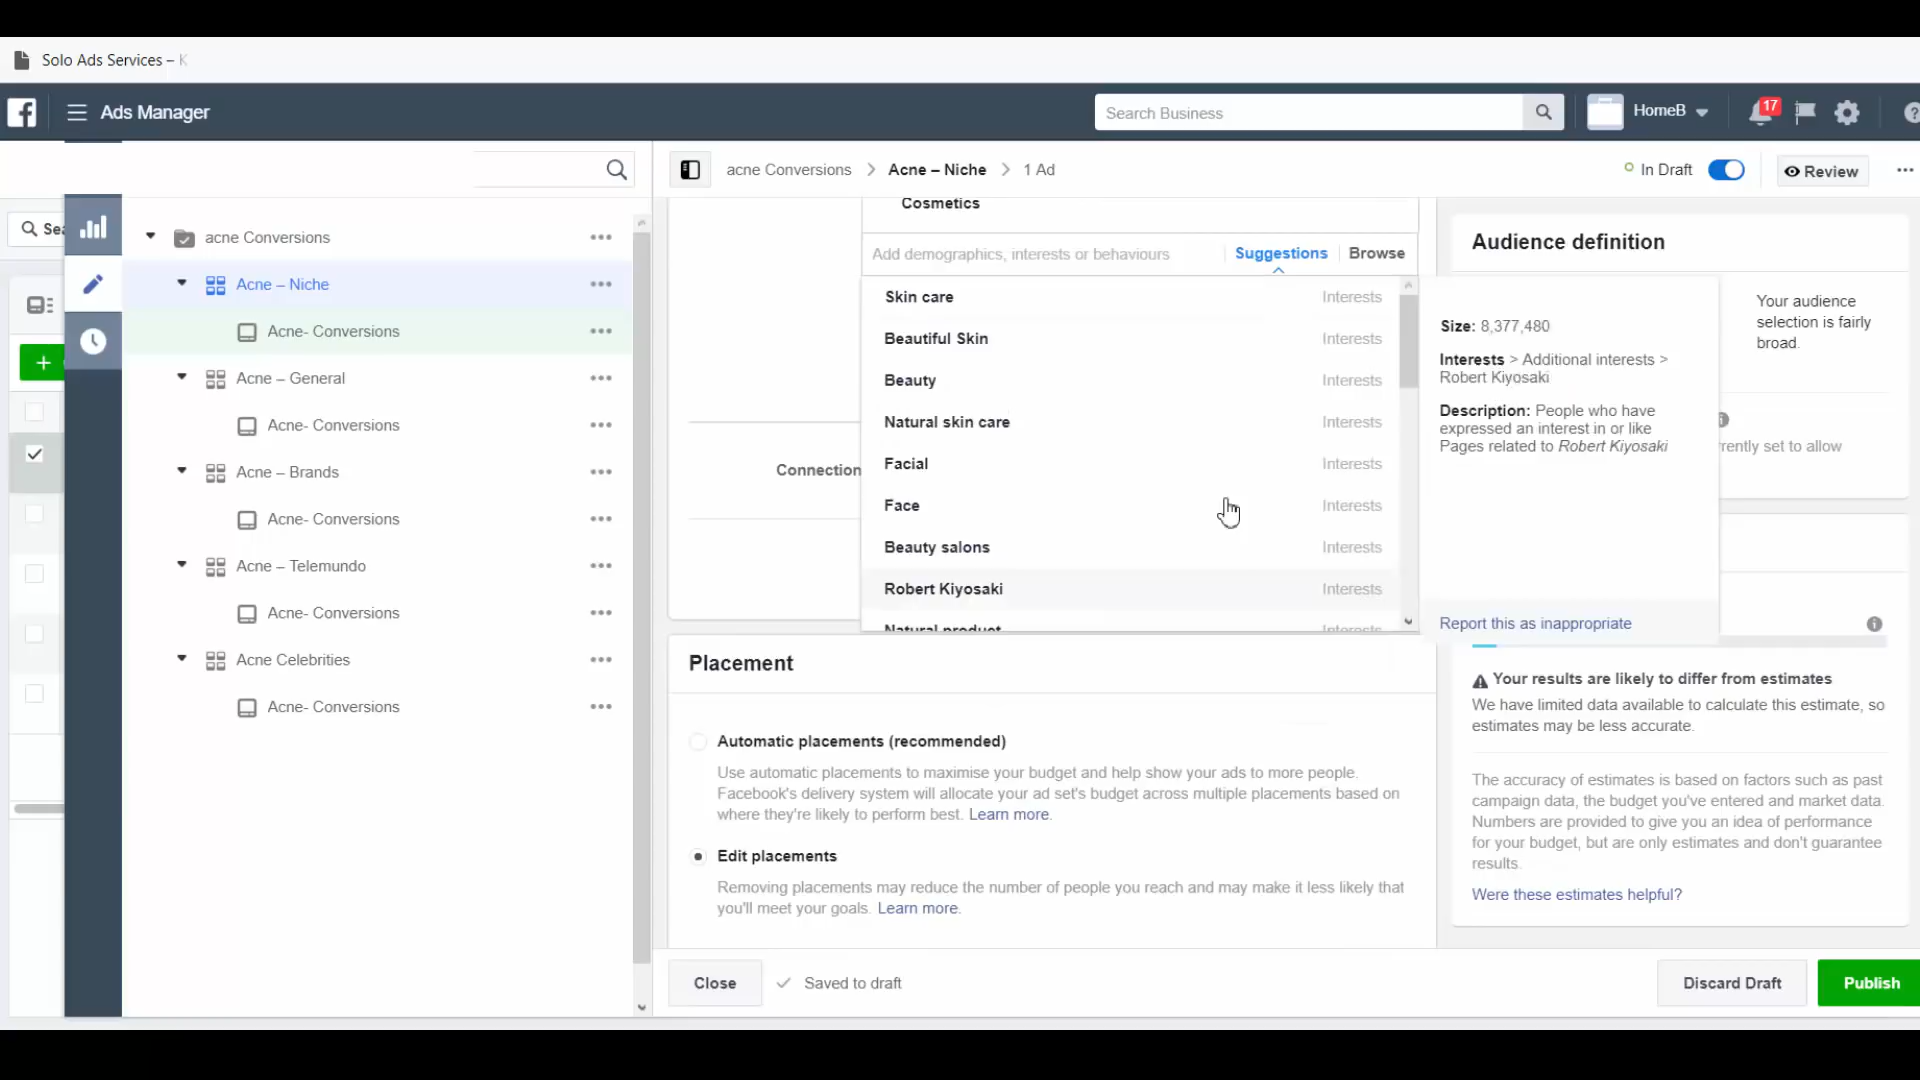 Solo Ads Services – K
Ads Manager
Search Business
HomeB
17
acne Conversions
Acne – Niche
1 Ad
In Draft
Review
Sea
acne Conversions
Acne – Niche
Acne- Conversions
Acne – General
Acne- Conversions
Acne – Brands
Acne- Conversions
Acne – Telemundo
Acne- Conversions
Acne Celebrities
Acne- Conversions
Cosmetics
Add demographics, interests or behaviours
Suggestions
Browse
Skin care Interests
Beautiful Skin Interests
Beauty Interests
Natural skin care Interests
Facial Interests
Face Interests
Beauty salons Interests
Robert Kiyosaki Interests
Natural product Interests
Connection
Size: 8,377,480
Interests > Additional interests >
Robert Kiyosaki
Description: People who have
expressed an interest in or like
Pages related to Robert Kiyosaki
Report this as inappropriate
Audience definition
Your audience
selection is fairly
broad.
rently set to allow
Your results are likely to differ from estimates
We have limited data available to calculate this estimate, so
estimates may be less accurate.
The accuracy of estimates is based on factors such as past
campaign data, the budget you've entered and market data.
Numbers are provided to give you an idea of performance
for your budget, but are only estimates and don't guarantee
results.
Were these estimates helpful?
Placement
Automatic placements (recommended)
Use automatic placements to maximise your budget and help show your ads to more people.
Facebook's delivery system will allocate your ad set's budget across multiple placements based on
where they're likely to perform best. Learn more.
Edit placements
Removing placements may reduce the number of people you reach and may make it less likely that
you'll meet your goals. Learn more.
Close
Saved to draft
Discard Draft
Publish